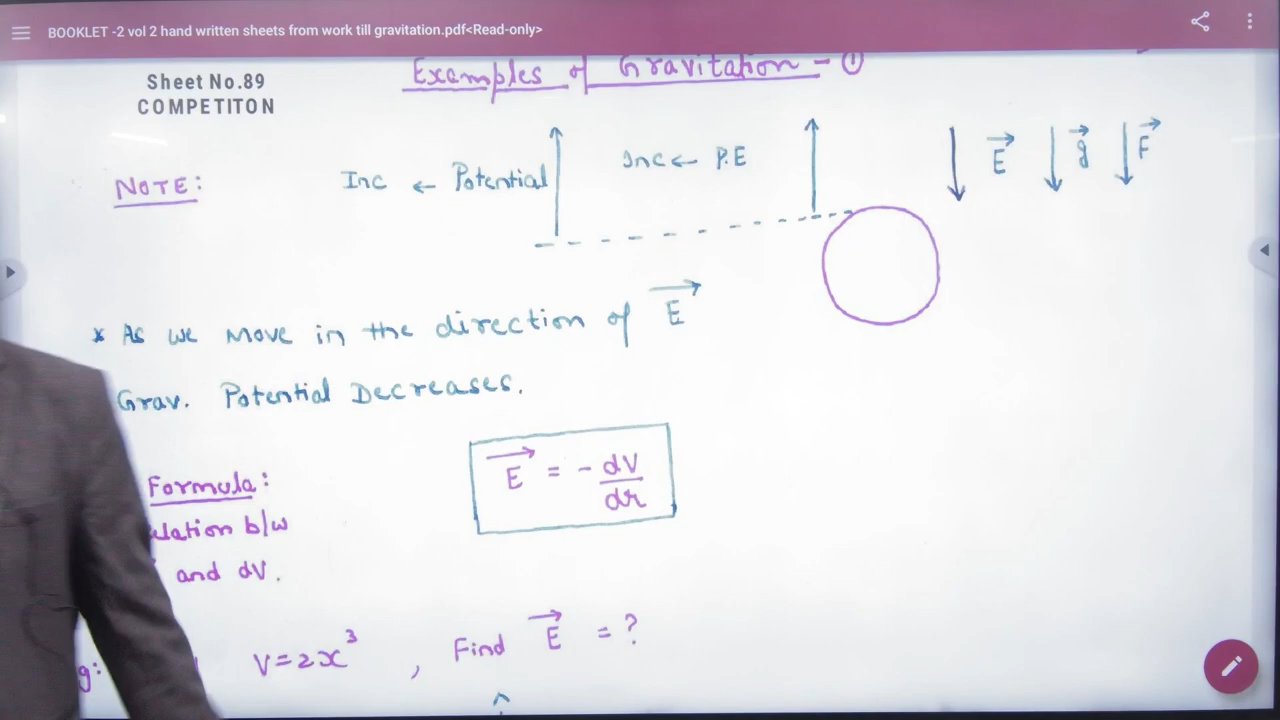 BOOKLET -2 vol 2 hand written sheets from work till gravitation.pdf<Read-only>
Sheet No.89
COMPETITON
Examples of Gravitation - ①
NOTE:
Inc ← Potential
Inc ← P.E
E⃗
g⃗
F⃗
* As we move in the direction of E⃗
Grav. Potential Decreases.
Formula:
E⃗ = - dV/dr
lation b/w
and dV.
g: V=2x³, Find E⃗ = ?